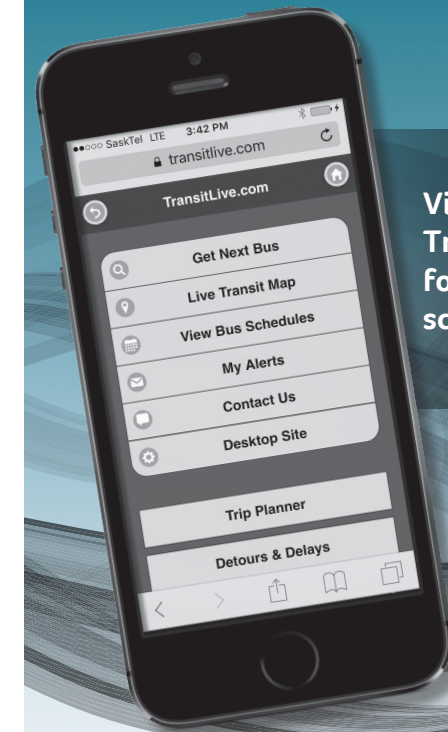 SaskTel LTE 3:42 PM
transitlive.com
TransitLive.com
Get Next Bus
Live Transit Map
View Bus Schedules
My Alerts
Contact Us
Desktop Site
Trip Planner
Detours & Delays